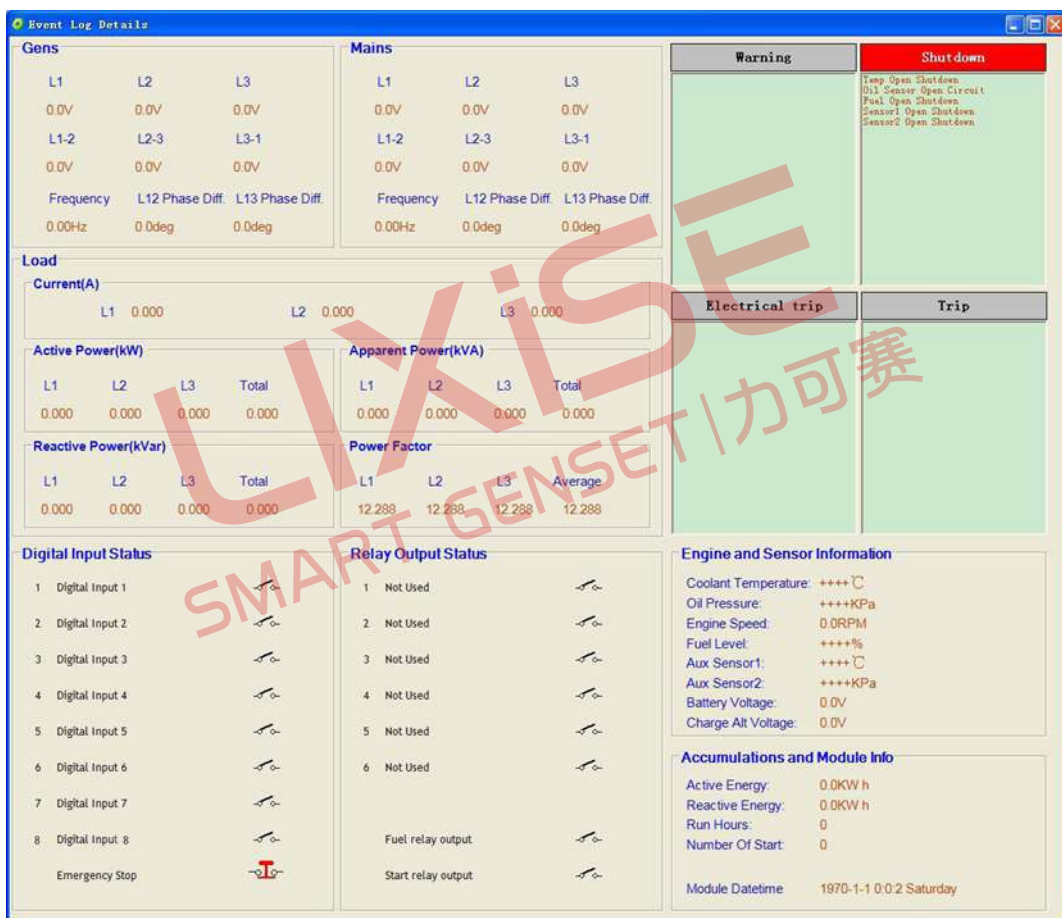 Event Log Details
Gens
L1 L2 L3
0.0V 0.0V 0.0V
L1-2 L2-3 L3-1
0.0V 0.0V 0.0V
Frequency L12 Phase Diff. L13 Phase Diff.
0.00Hz 0.0deg 0.0deg
Mains
L1 L2 L3
0.0V 0.0V 0.0V
L1-2 L2-3 L3-1
0.0V 0.0V 0.0V
Frequency L12 Phase Diff. L13 Phase Diff.
0.00Hz 0.0deg 0.0deg
Warning
Shutdown
Temp Open Shutdown
Oil Sensor Open Circuit
Fuel Open Shutdown
Sensor1 Open Shutdown
Sensor2 Open Shutdown
Electrical trip
Trip
Load
Current(A)
L1 0.000 L2 0.000 L3 0.000
Active Power(kW)
L1 L2 L3 Total
0.000 0.000 0.000 0.000
Apparent Power(kVA)
L1 L2 L3 Total
0.000 0.000 0.000 0.000
Reactive Power(kVar)
L1 L2 L3 Total
0.000 0.000 0.000 0.000
Power Factor
L1 L2 L3 Average
12.288 12.288 12.288 12.288
LIXiSE
SMART GENSET|力可赛
Digital Input Status
1 Digital Input 1
2 Digital Input 2
3 Digital Input 3
4 Digital Input 4
5 Digital Input 5
6 Digital Input 6
7 Digital Input 7
8 Digital Input 8
Emergency Stop
Relay Output Status
1 Not Used
2 Not Used
3 Not Used
4 Not Used
5 Not Used
6 Not Used
Fuel relay output
Start relay output
Engine and Sensor Information
Coolant Temperature: ++++℃
Oil Pressure: ++++KPa
Engine Speed: 0.0RPM
Fuel Level: ++++%
Aux Sensor1: ++++℃
Aux Sensor2: ++++KPa
Battery Voltage: 0.0V
Charge Alt Voltage: 0.0V
Accumulations and Module Info
Active Energy: 0.0KW h
Reactive Energy: 0.0KW h
Run Hours: 0
Number Of Start: 0
Module Datetime 1970-1-1 0:0:2 Saturday